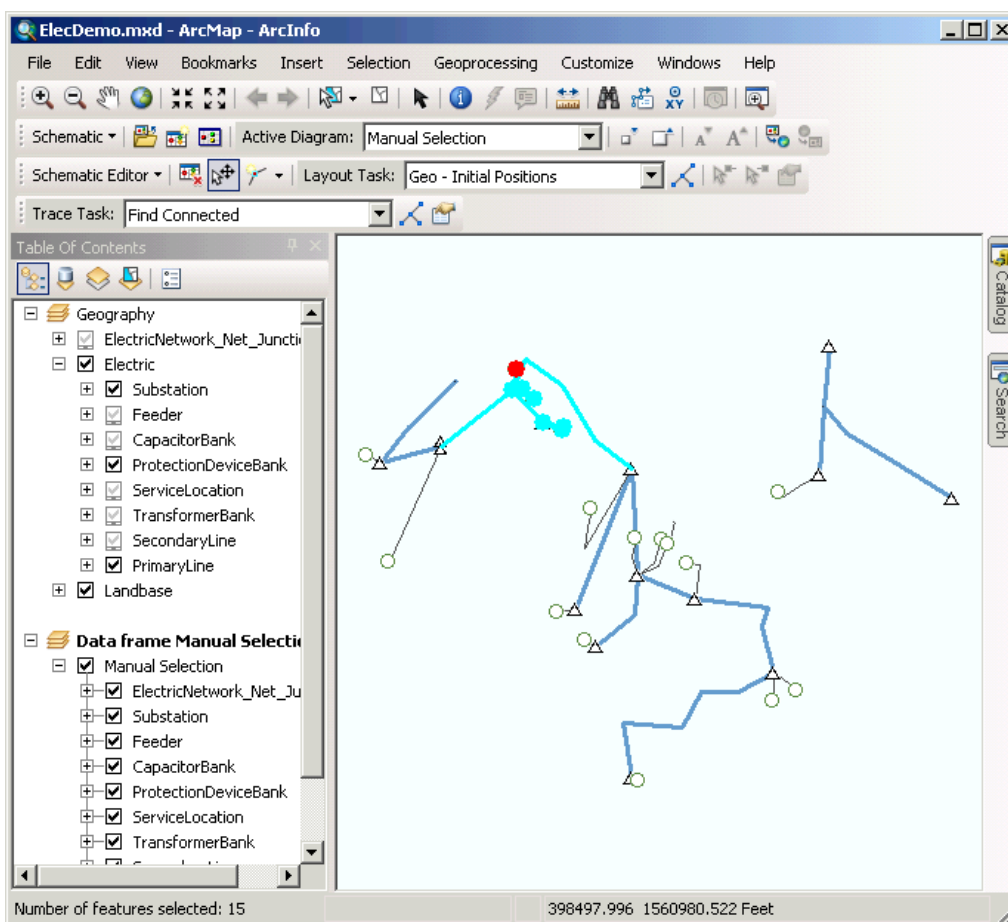 ElecDemo.mxd - ArcMap - ArcInfo
File Edit View Bookmarks Insert Selection Geoprocessing Customize Windows Help
XY
Schematic Active Diagram: Manual Selection A A
Schematic Editor Layout Task: Geo - Initial Positions
Trace Task: Find Connected
Table Of Contents
Geography
ElectricNetwork_Net_Juncti
Electric
Substation
Feeder
CapacitorBank
ProtectionDeviceBank
ServiceLocation
TransformerBank
SecondaryLine
PrimaryLine
Landbase
Data frame Manual Selecti
Manual Selection
ElectricNetwork_Net_Ju
Substation
Feeder
CapacitorBank
ProtectionDeviceBank
ServiceLocation
TransformerBank
Catalog
Search
Number of features selected: 15
398497.996 1560980.522 Feet